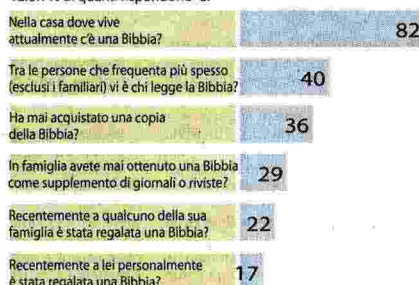 Nella casa dove vive
attualmente c'è una Bibbia?
82
Tra le persone che frequenta più spesso
(esclusi i familiari) vi è chi legge la Bibbia?
40
Ha mai acquistato una copia
della Bibbia?
36
In famiglia avete mai ottenuto una Bibbia
come supplemento di giornali o riviste?
29
Recentemente a qualcuno della sua
famiglia è stata regalata una Bibbia?
22
Recentemente a lei personalmente
è stata regalata una Bibbia?
17